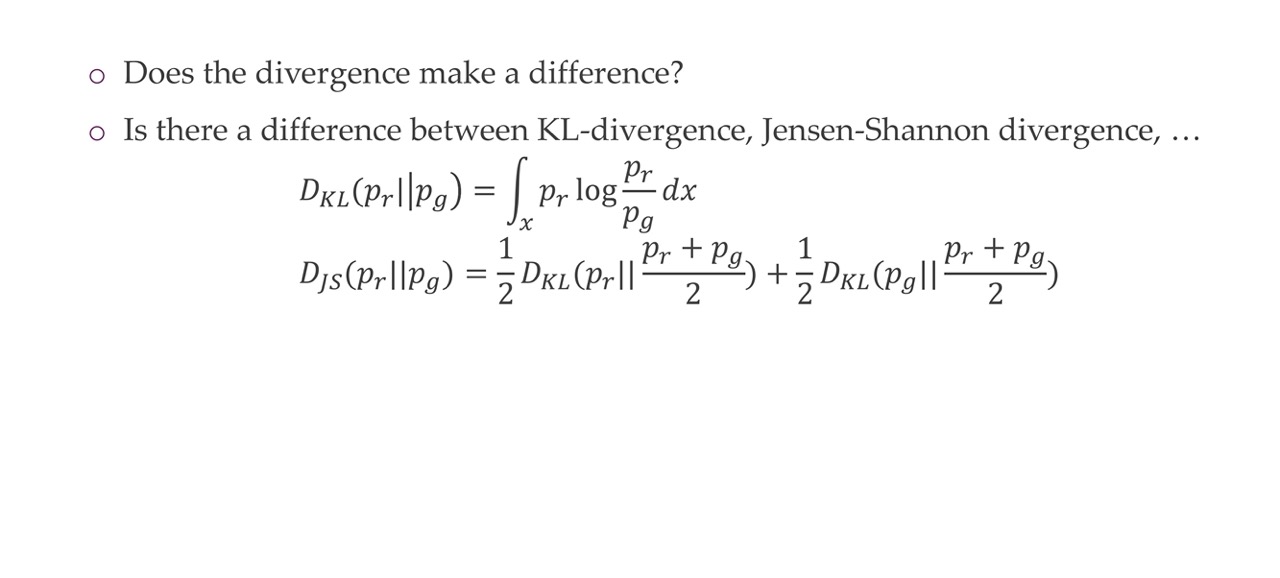 ○ Does the divergence make a difference?
○ Is there a difference between KL-divergence, Jensen-Shannon divergence, …
$D_{KL}(p_r||p_g) = \int_x p_r \log \frac{p_r}{p_g} dx$
$D_{JS}(p_r||p_g) = \frac{1}{2} D_{KL}(p_r||\frac{p_r + p_g}{2}) + \frac{1}{2} D_{KL}(p_g||\frac{p_r + p_g}{2})$